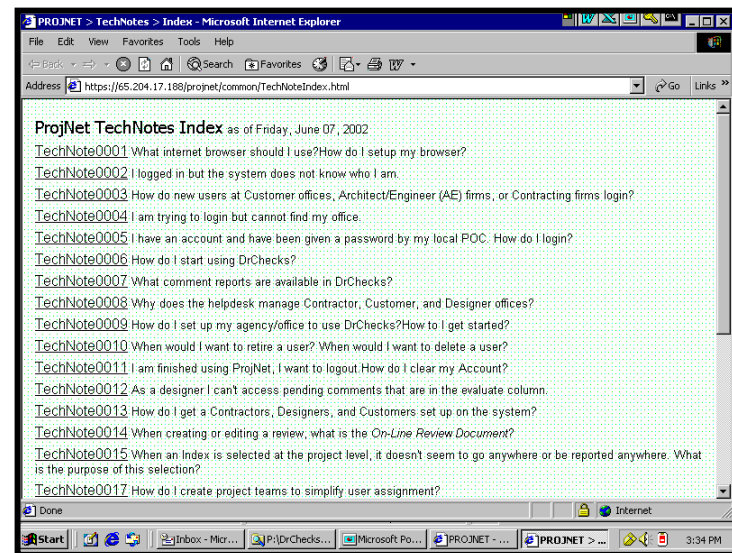 PROJNET > TechNotes > Index - Microsoft Internet Explorer
File Edit View Favorites Tools Help
Back Search Favorites
Address https://65.204.17.188/projnet/common/TechNoteIndex.html Go Links »
ProjNet TechNotes Index as of Friday, June 07, 2002
TechNote0001 What internet browser should I use?How do I setup my browser?
TechNote0002 I logged in but the system does not know who I am.
TechNote0003 How do new users at Customer offices, Architect/Engineer (AE) firms, or Contracting firms login?
TechNote0004 I am trying to login but cannot find my office.
TechNote0005 I have an account and have been given a password by my local POC. How do I login?
TechNote0006 How do I start using DrChecks?
TechNote0007 What comment reports are available in DrChecks?
TechNote0008 Why does the helpdesk manage Contractor, Customer, and Designer offices?
TechNote0009 How do I set up my agency/office to use DrChecks?How to I get started?
TechNote0010 When would I want to retire a user? When would I want to delete a user?
TechNote0011 I am finished using ProjNet, I want to logout.How do I clear my Account?
TechNote0012 As a designer I can't access pending comments that are in the evaluate column.
TechNote0013 How do I get a Contractors, Designers, and Customers set up on the system?
TechNote0014 When creating or editing a review, what is the On-Line Review Document?
TechNote0015 When an Index is selected at the project level, it doesn't seem to go anywhere or be reported anywhere. What
is the purpose of this selection?
TechNote0017 How do I create project teams to simplify user assignment?
Done Internet
Start Inbox - Micr... P:\DrChecks... Microsoft Po... PROJNET - ... PROJNET > ... 3:34 PM